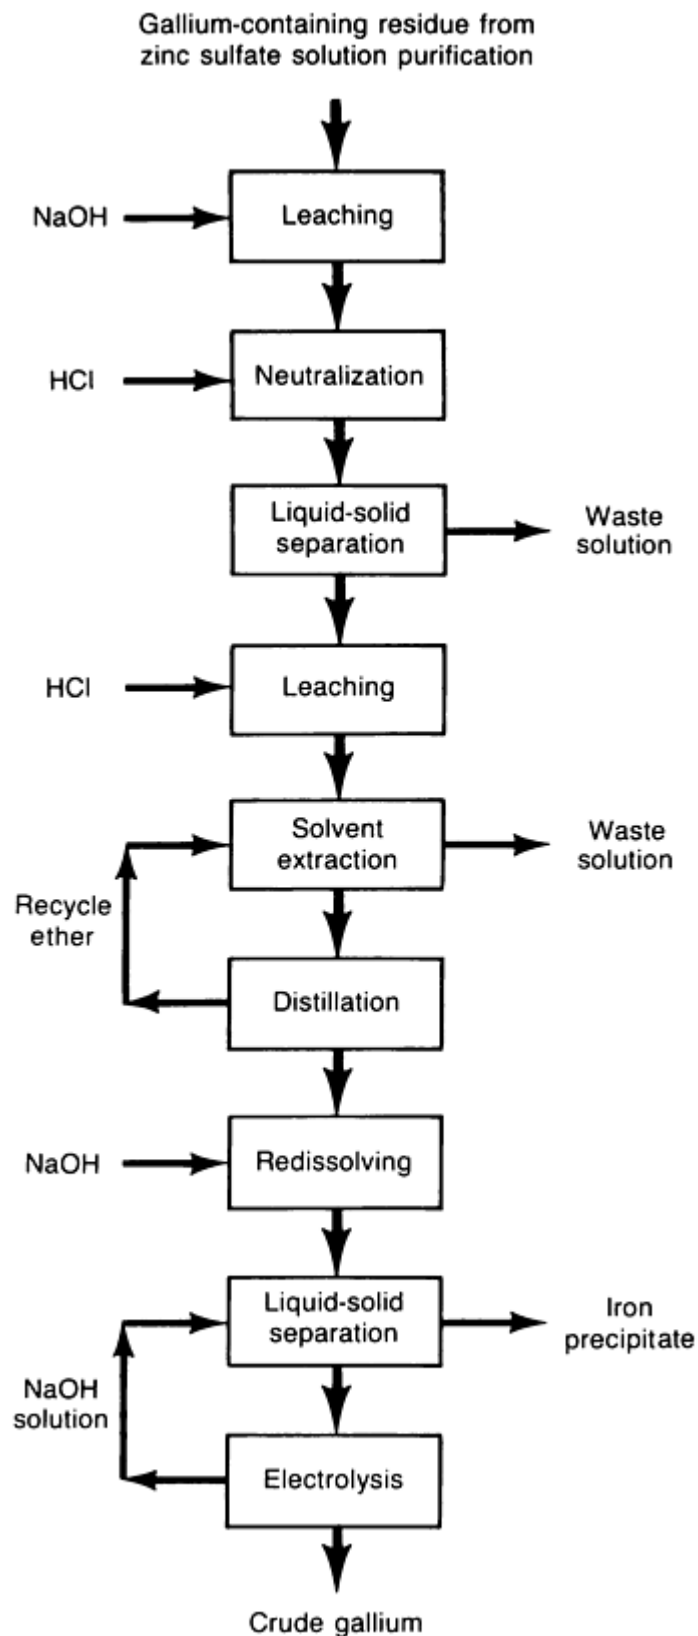 Gallium-containing residue from
zinc sulfate solution purification
NaOH
Leaching
HCl
Neutralization
Liquid-solid
separation
Waste
solution
HCl
Leaching
Solvent
extraction
Waste
solution
Recycle
ether
Distillation
NaOH
Redissolving
Liquid-solid
separation
Iron
precipitate
NaOH
solution
Electrolysis
Crude gallium